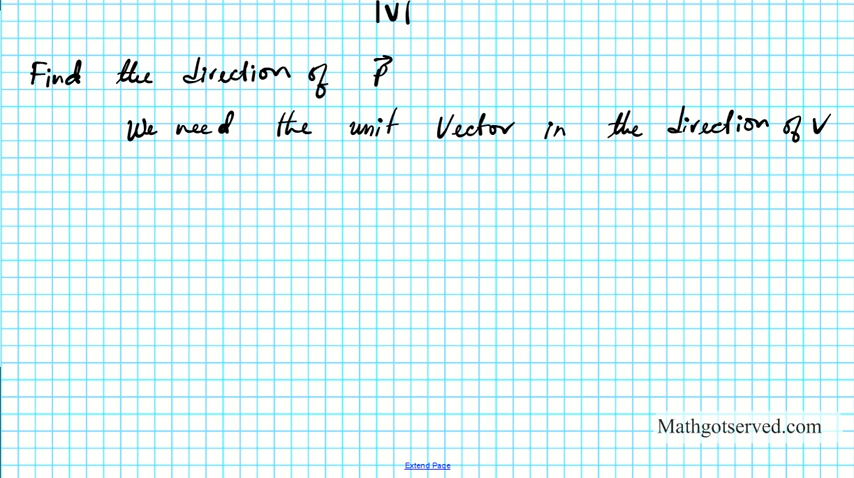 |V|
Find the direction of P⃗
We need the unit Vector in the direction of V
Mathgotserved.com
Extend Page